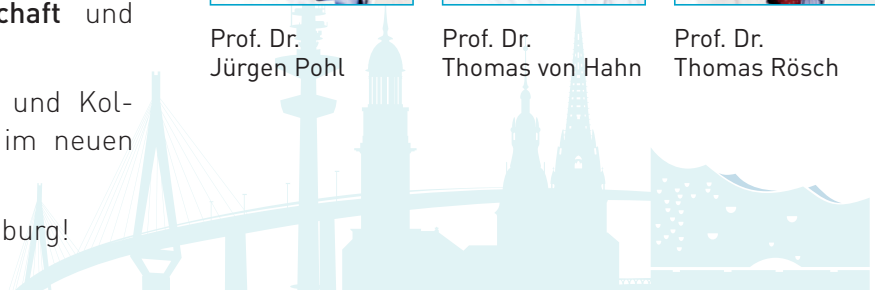 chaft und
und Kol-
im neuen
burg!
Prof. Dr.
Jürgen Pohl
Prof. Dr.
Thomas von Hahn
Prof. Dr.
Thomas Rösch